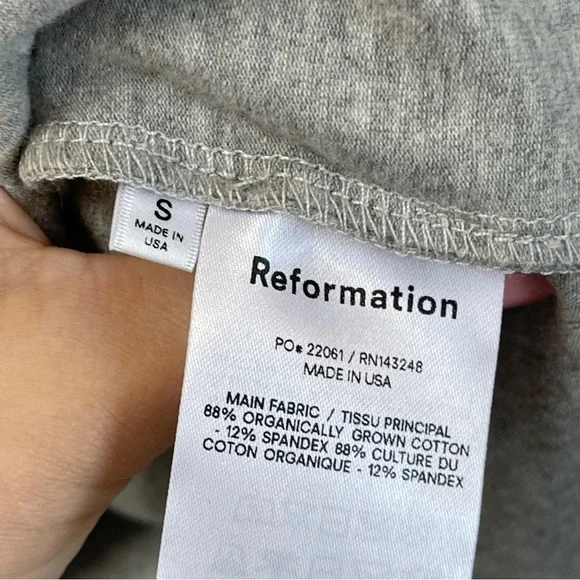 S
MADE IN
USA
Reformation
PO# 22061 / RN143248
MADE IN USA
MAIN FABRIC / TISSU PRINCIPAL
88% ORGANICALLY GROWN COTTON
- 12% SPANDEX 88% CULTURE DU
COTON ORGANIQUE - 12% SPANDEX